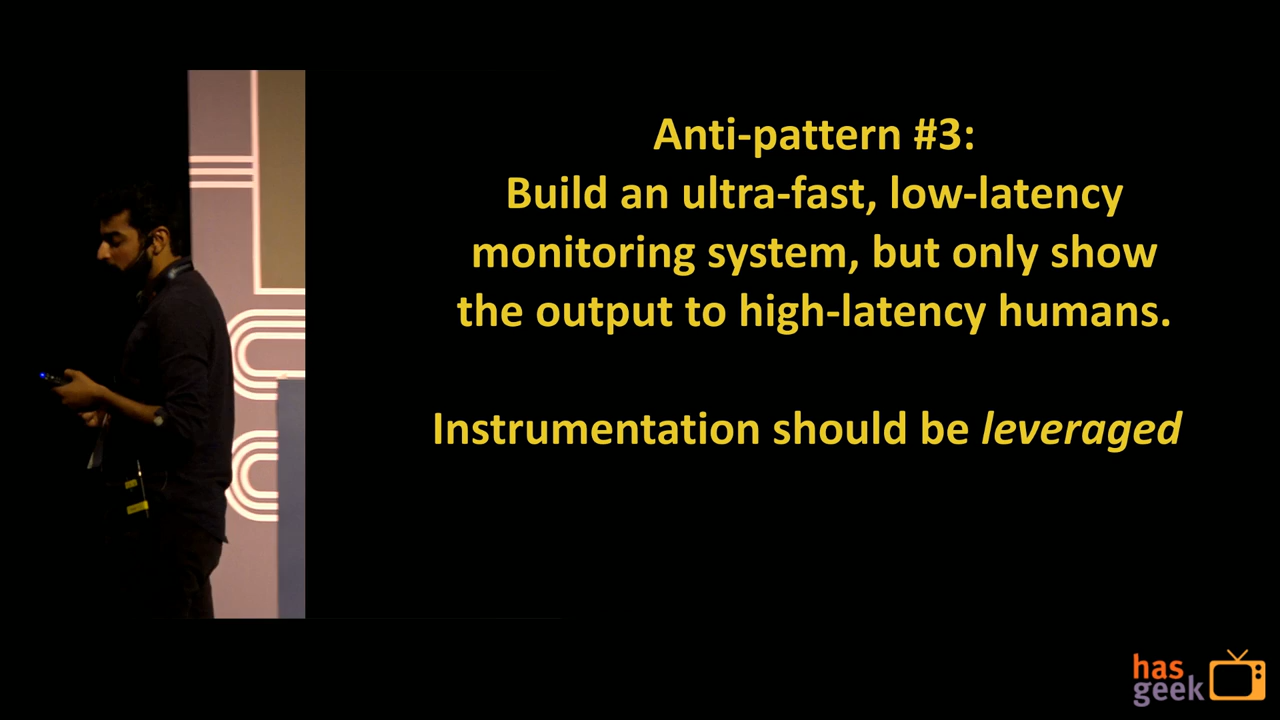 Anti-pattern #3:
Build an ultra-fast, low-latency
monitoring system, but only show
the output to high-latency humans.
Instrumentation should be leveraged
has
geek